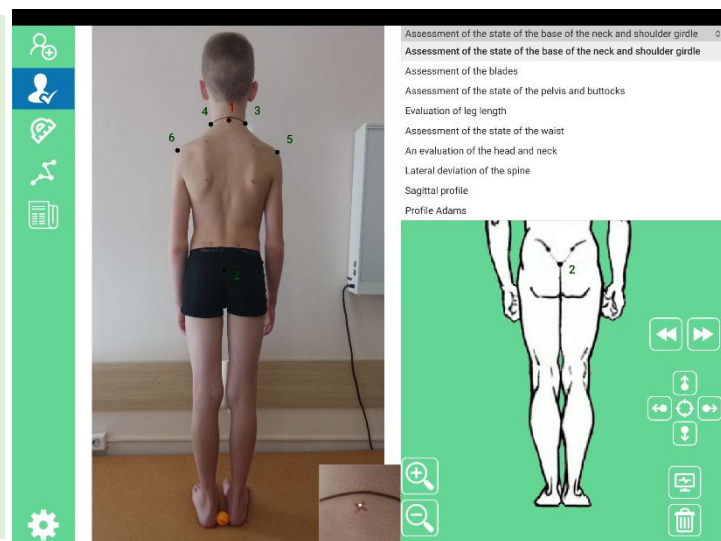 Assessment of the state of the base of the neck and shoulder girdle
Assessment of the state of the base of the neck and shoulder girdle
Assessment of the blades
Assessment of the state of the pelvis and buttocks
Evaluation of leg length
Assessment of the state of the waist
An evaluation of the head and neck
Lateral deviation of the spine
Sagittal profile
Profile Adams
4 1 3
6 5
2
2